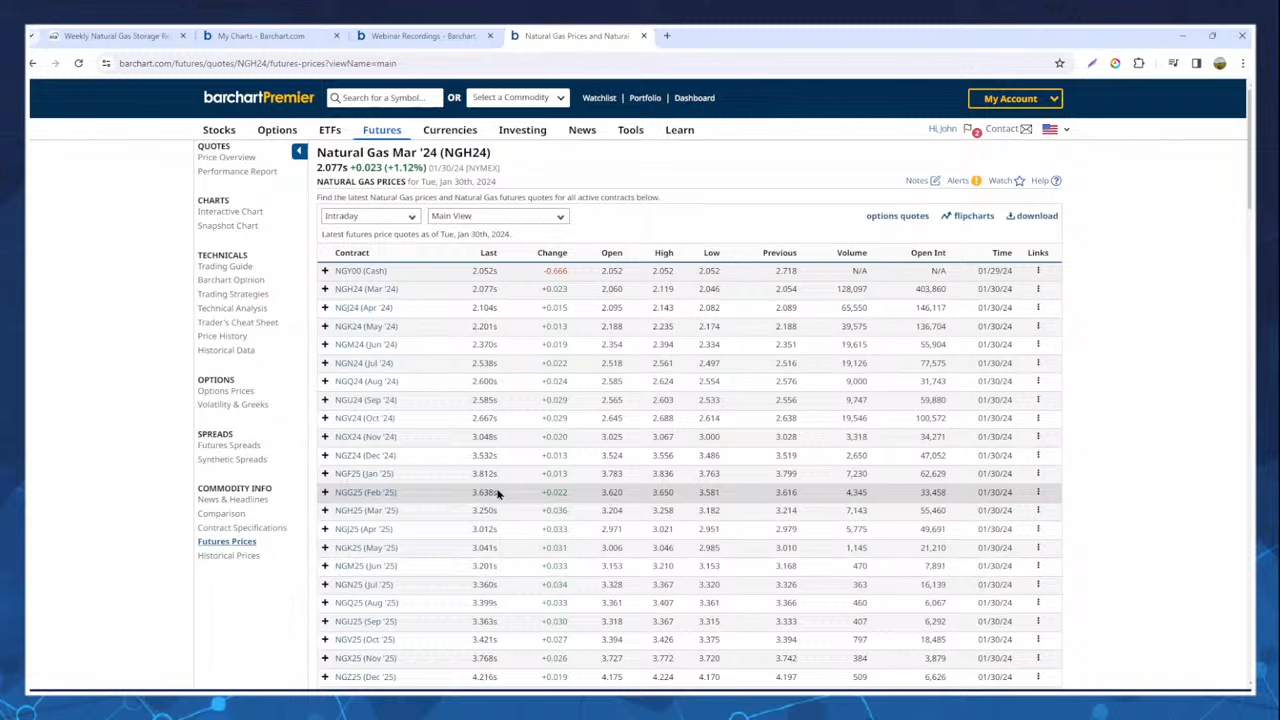 Weekly Natural Gas Storage Re
My Charts - Barchart.com
Webinar Recordings - Barchart.
Natural Gas Prices and Natural
barchart.com/futures/quotes/NGH24/futures-prices?viewName=main
barchartPremier
Search for a Symbol...
OR
Select a Commodity
Watchlist
Portfolio
Dashboard
My Account
Stocks Options ETFs Futures Currencies Investing News Tools Learn
Hi, John 2 Contact
QUOTES
Price Overview
Performance Report
CHARTS
Interactive Chart
Snapshot Chart
TECHNICALS
Trading Guide
Barchart Opinion
Trading Strategies
Technical Analysis
Trader's Cheat Sheet
Price History
Historical Data
OPTIONS
Options Prices
Volatility & Greeks
SPREADS
Futures Spreads
Synthetic Spreads
COMMODITY INFO
News & Headlines
Comparison
Contract Specifications
Futures Prices
Historical Prices
Natural Gas Mar '24 (NGH24)
2.077s +0.023 (+1.12%) 01/30/24 (NYMEX)
NATURAL GAS PRICES for Tue, Jan 30th, 2024
Notes Alerts Watch Help
Find the latest Natural Gas prices and Natural Gas futures quotes for all active contracts below.
Intraday Main View options quotes flipcharts download
Latest futures price quotes as of Tue, Jan 30th, 2024.
Contract Last Change Open High Low Previous Volume Open Int Time Links
NGY00 (Cash) 2.052s -0.666 2.052 2.052 2.052 2.718 N/A N/A 01/29/24
NGH24 (Mar '24) 2.077s +0.023 2.060 2.119 2.046 2.054 128,097 403,860 01/30/24
NGJ24 (Apr '24) 2.104s +0.015 2.095 2.143 2.082 2.089 65,550 146,117 01/30/24
NGK24 (May '24) 2.201s +0.013 2.188 2.235 2.174 2.188 39,575 136,704 01/30/24
NGM24 (Jun '24) 2.370s +0.019 2.354 2.394 2.334 2.351 19,615 55,904 01/30/24
NGN24 (Jul '24) 2.538s +0.022 2.518 2.561 2.497 2.516 19,126 77,575 01/30/24
NGQ24 (Aug '24) 2.600s +0.024 2.585 2.624 2.554 2.576 9,000 31,743 01/30/24
NGU24 (Sep '24) 2.585s +0.029 2.565 2.603 2.533 2.556 9,747 59,880 01/30/24
NGV24 (Oct '24) 2.667s +0.029 2.645 2.688 2.614 2.638 19,546 100,572 01/30/24
NGX24 (Nov '24) 3.048s +0.020 3.025 3.067 3.000 3.028 3,318 34,271 01/30/24
NGZ24 (Dec '24) 3.532s +0.013 3.524 3.556 3.486 3.519 2,650 47,052 01/30/24
NGF25 (Jan '25) 3.812s +0.013 3.783 3.836 3.763 3.799 7,230 62,629 01/30/24
NGG25 (Feb '25) 3.638s +0.022 3.620 3.650 3.581 3.616 4,345 33,458 01/30/24
NGH25 (Mar '25) 3.250s +0.036 3.204 3.258 3.182 3.214 7,143 55,460 01/30/24
NGJ25 (Apr '25) 3.012s +0.033 2.971 3.021 2.951 2.979 5,775 49,691 01/30/24
NGK25 (May '25) 3.041s +0.031 3.006 3.046 2.985 3.010 1,145 21,210 01/30/24
NGM25 (Jun '25) 3.201s +0.033 3.153 3.210 3.153 3.168 470 7,891 01/30/24
NGN25 (Jul '25) 3.360s +0.034 3.328 3.367 3.320 3.326 363 16,139 01/30/24
NGQ25 (Aug '25) 3.399s +0.033 3.361 3.407 3.361 3.366 460 6,067 01/30/24
NGU25 (Sep '25) 3.363s +0.030 3.318 3.367 3.315 3.333 407 6,292 01/30/24
NGV25 (Oct '25) 3.421s +0.027 3.394 3.426 3.375 3.394 797 18,485 01/30/24
NGX25 (Nov '25) 3.768s +0.026 3.727 3.772 3.720 3.742 384 3,879 01/30/24
NGZ25 (Dec '25) 4.216s +0.019 4.175 4.224 4.170 4.197 509 6,626 01/30/24